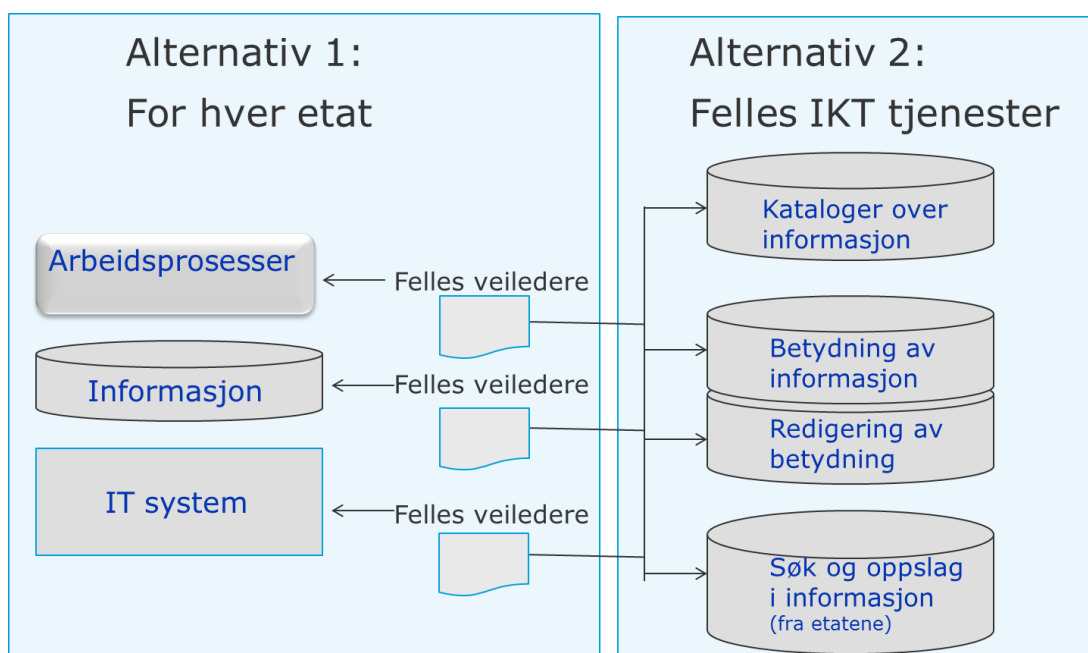 Alternativ 1:
For hver etat
Arbeidsprosesser
Felles veiledere
Informasjon
Felles veiledere
IT system
Felles veiledere
Alternativ 2:
Felles IKT tjenester
Kataloger over
informasjon
Betydning av
informasjon
Redigering av
betydning
Søk og oppslag
i informasjon
(fra etatene)